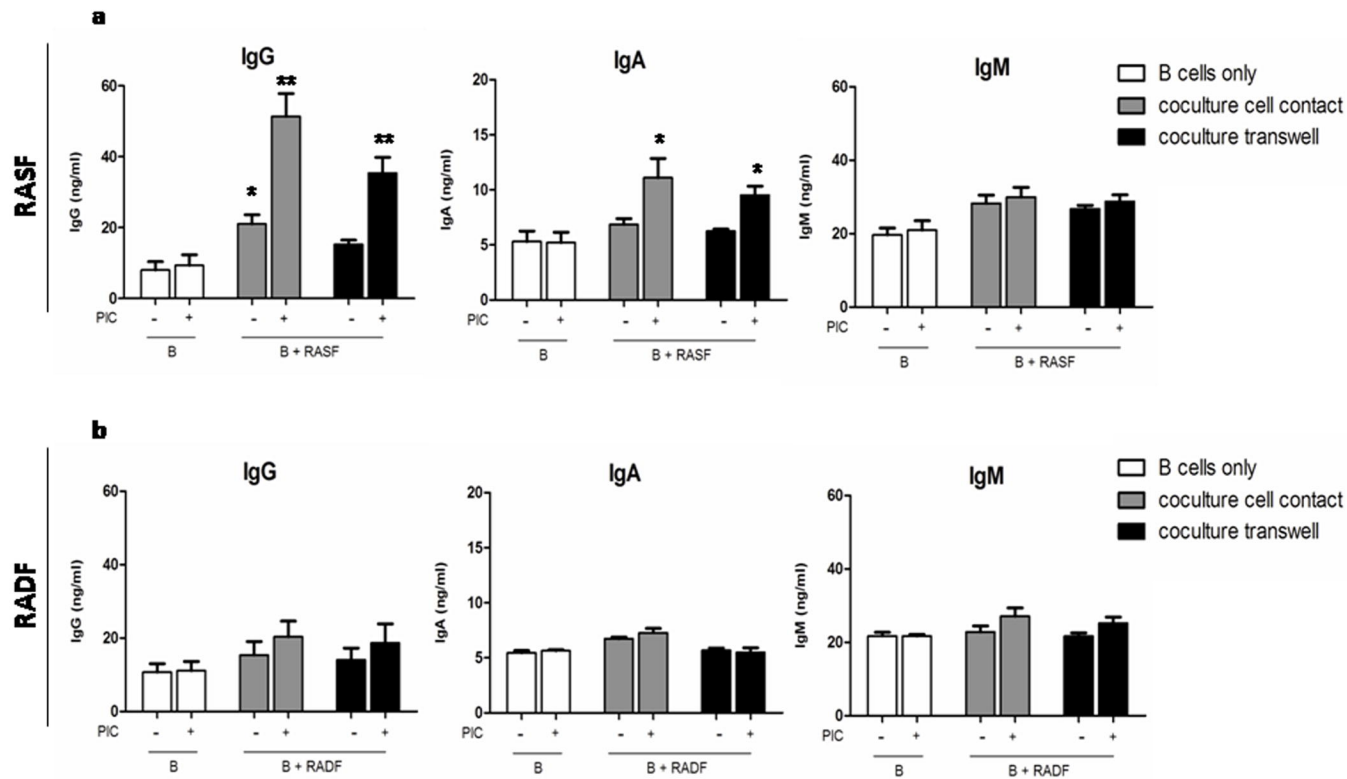 a
RASF
IgG
IgG (ng/ml)
60
40
20
0
** 
*
**
PIC - + - + - +
B B + RASF
IgA
IgA (ng/ml)
20
15
10
5
0
*
*
PIC - + - + - +
B B + RASF
IgM
IgM (ng/ml)
60
40
20
0
PIC - + - + - +
B B + RASF
B cells only
coculture cell contact
coculture transwell
b
RADF
IgG
IgG (ng/ml)
60
40
20
0
PIC - + - + - +
B B + RADF
IgA
IgA (ng/ml)
20
15
10
5
0
PIC - + - + - +
B B + RADF
IgM
IgM (ng/ml)
60
40
20
0
PIC - + - + - +
B B + RADF
B cells only
coculture cell contact
coculture transwell